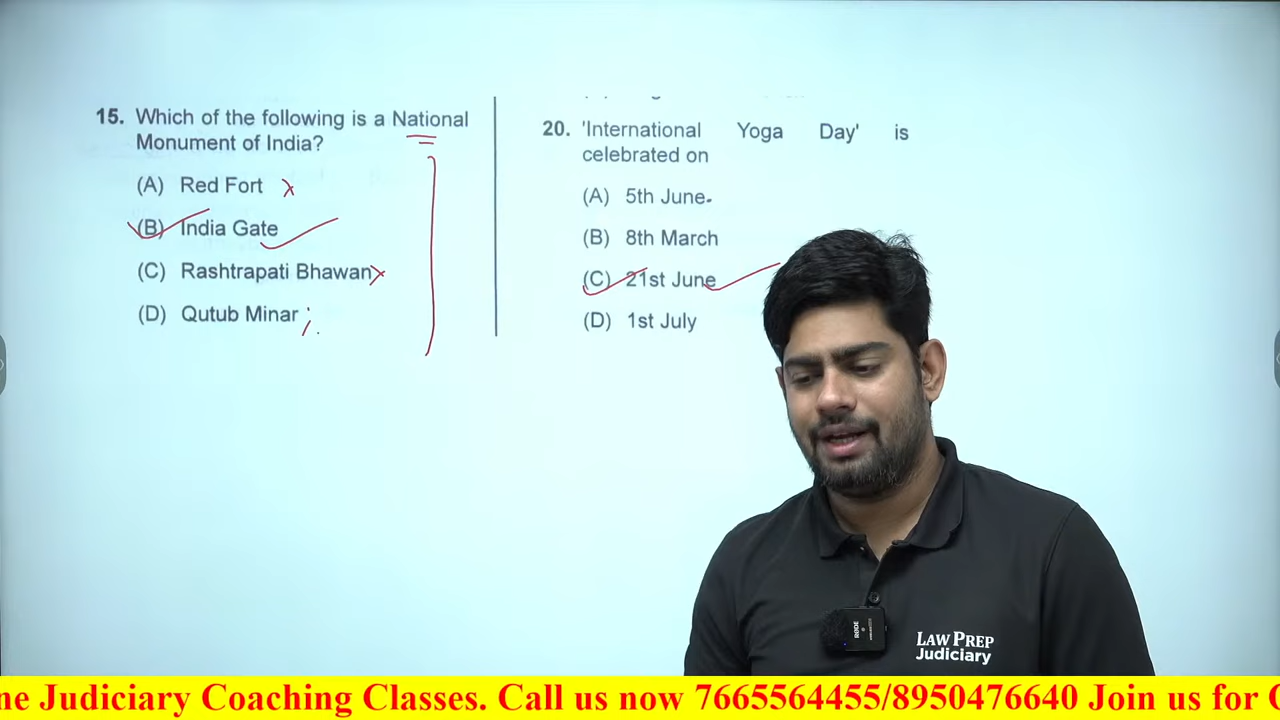 15. Which of the following is a National
Monument of India?
(A) Red Fort
(B) India Gate
(C) Rashtrapati Bhawan
(D) Qutub Minar
20. 'International Yoga Day' is
celebrated on
(A) 5th June
(B) 8th March
(C) 21st June
(D) 1st July
RODE
LAW PREP
Judiciary
ne Judiciary Coaching Classes. Call us now 7665564455/8950476640 Join us for